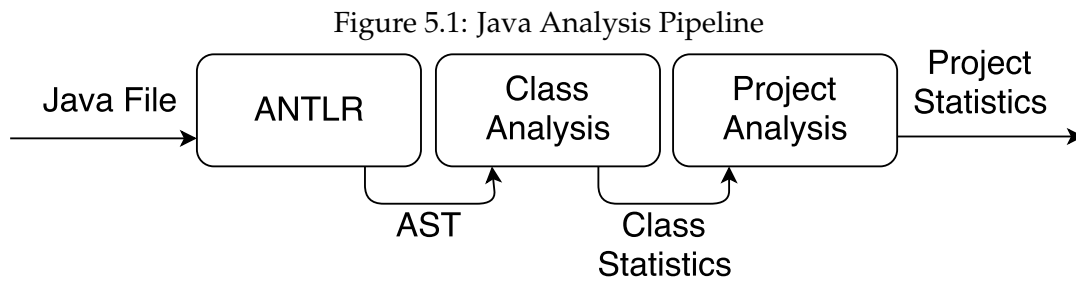 Figure 5.1: Java Analysis Pipeline
Java File
ANTLR
Class
Analysis
Project
Analysis
Project
Statistics
AST
Class
Statistics